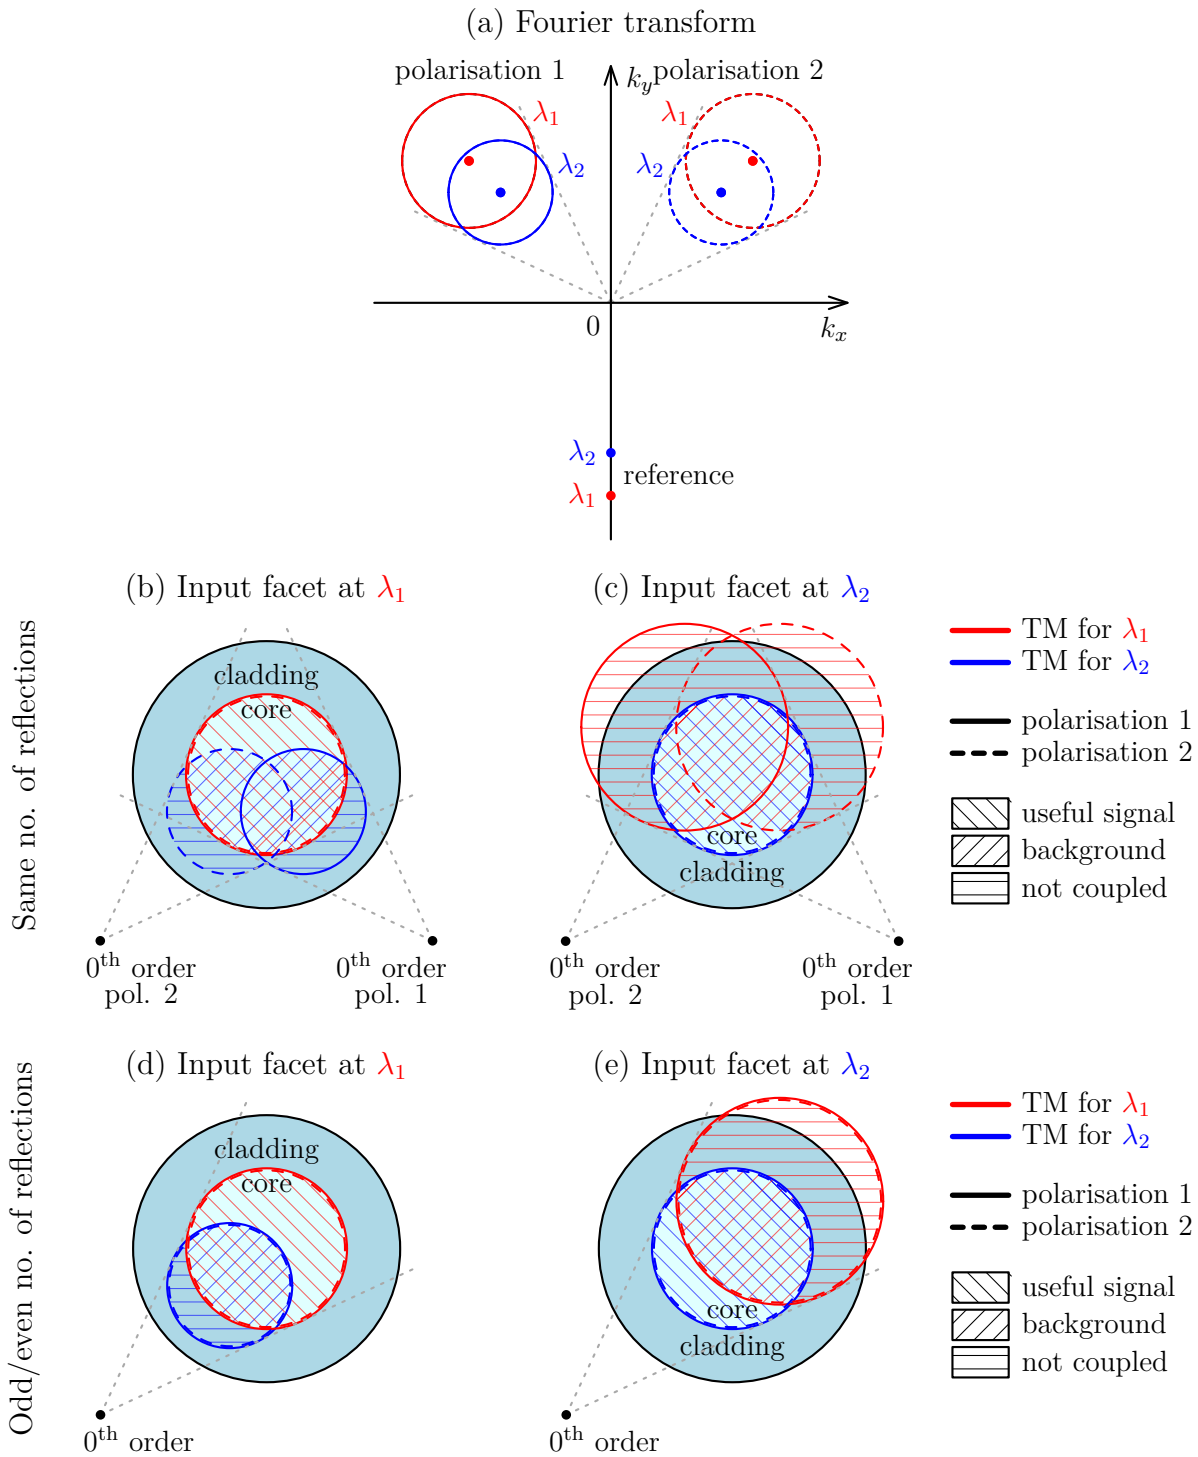 (a) Fourier transform
polarisation 1
k_y
polarisation 2
λ₁
λ₁
λ₂
λ₂
0
k_x
λ₂
reference
λ₁
Same no. of reflections
(b) Input facet at λ₁
cladding
core
0th order
pol. 2
0th order
pol. 1
(c) Input facet at λ₂
core
cladding
0th order
pol. 2
0th order
pol. 1
TM for λ₁
TM for λ₂
polarisation 1
polarisation 2
useful signal
background
not coupled
Odd/even no. of reflections
(d) Input facet at λ₁
cladding
core
0th order
(e) Input facet at λ₂
core
cladding
0th order
TM for λ₁
TM for λ₂
polarisation 1
polarisation 2
useful signal
background
not coupled